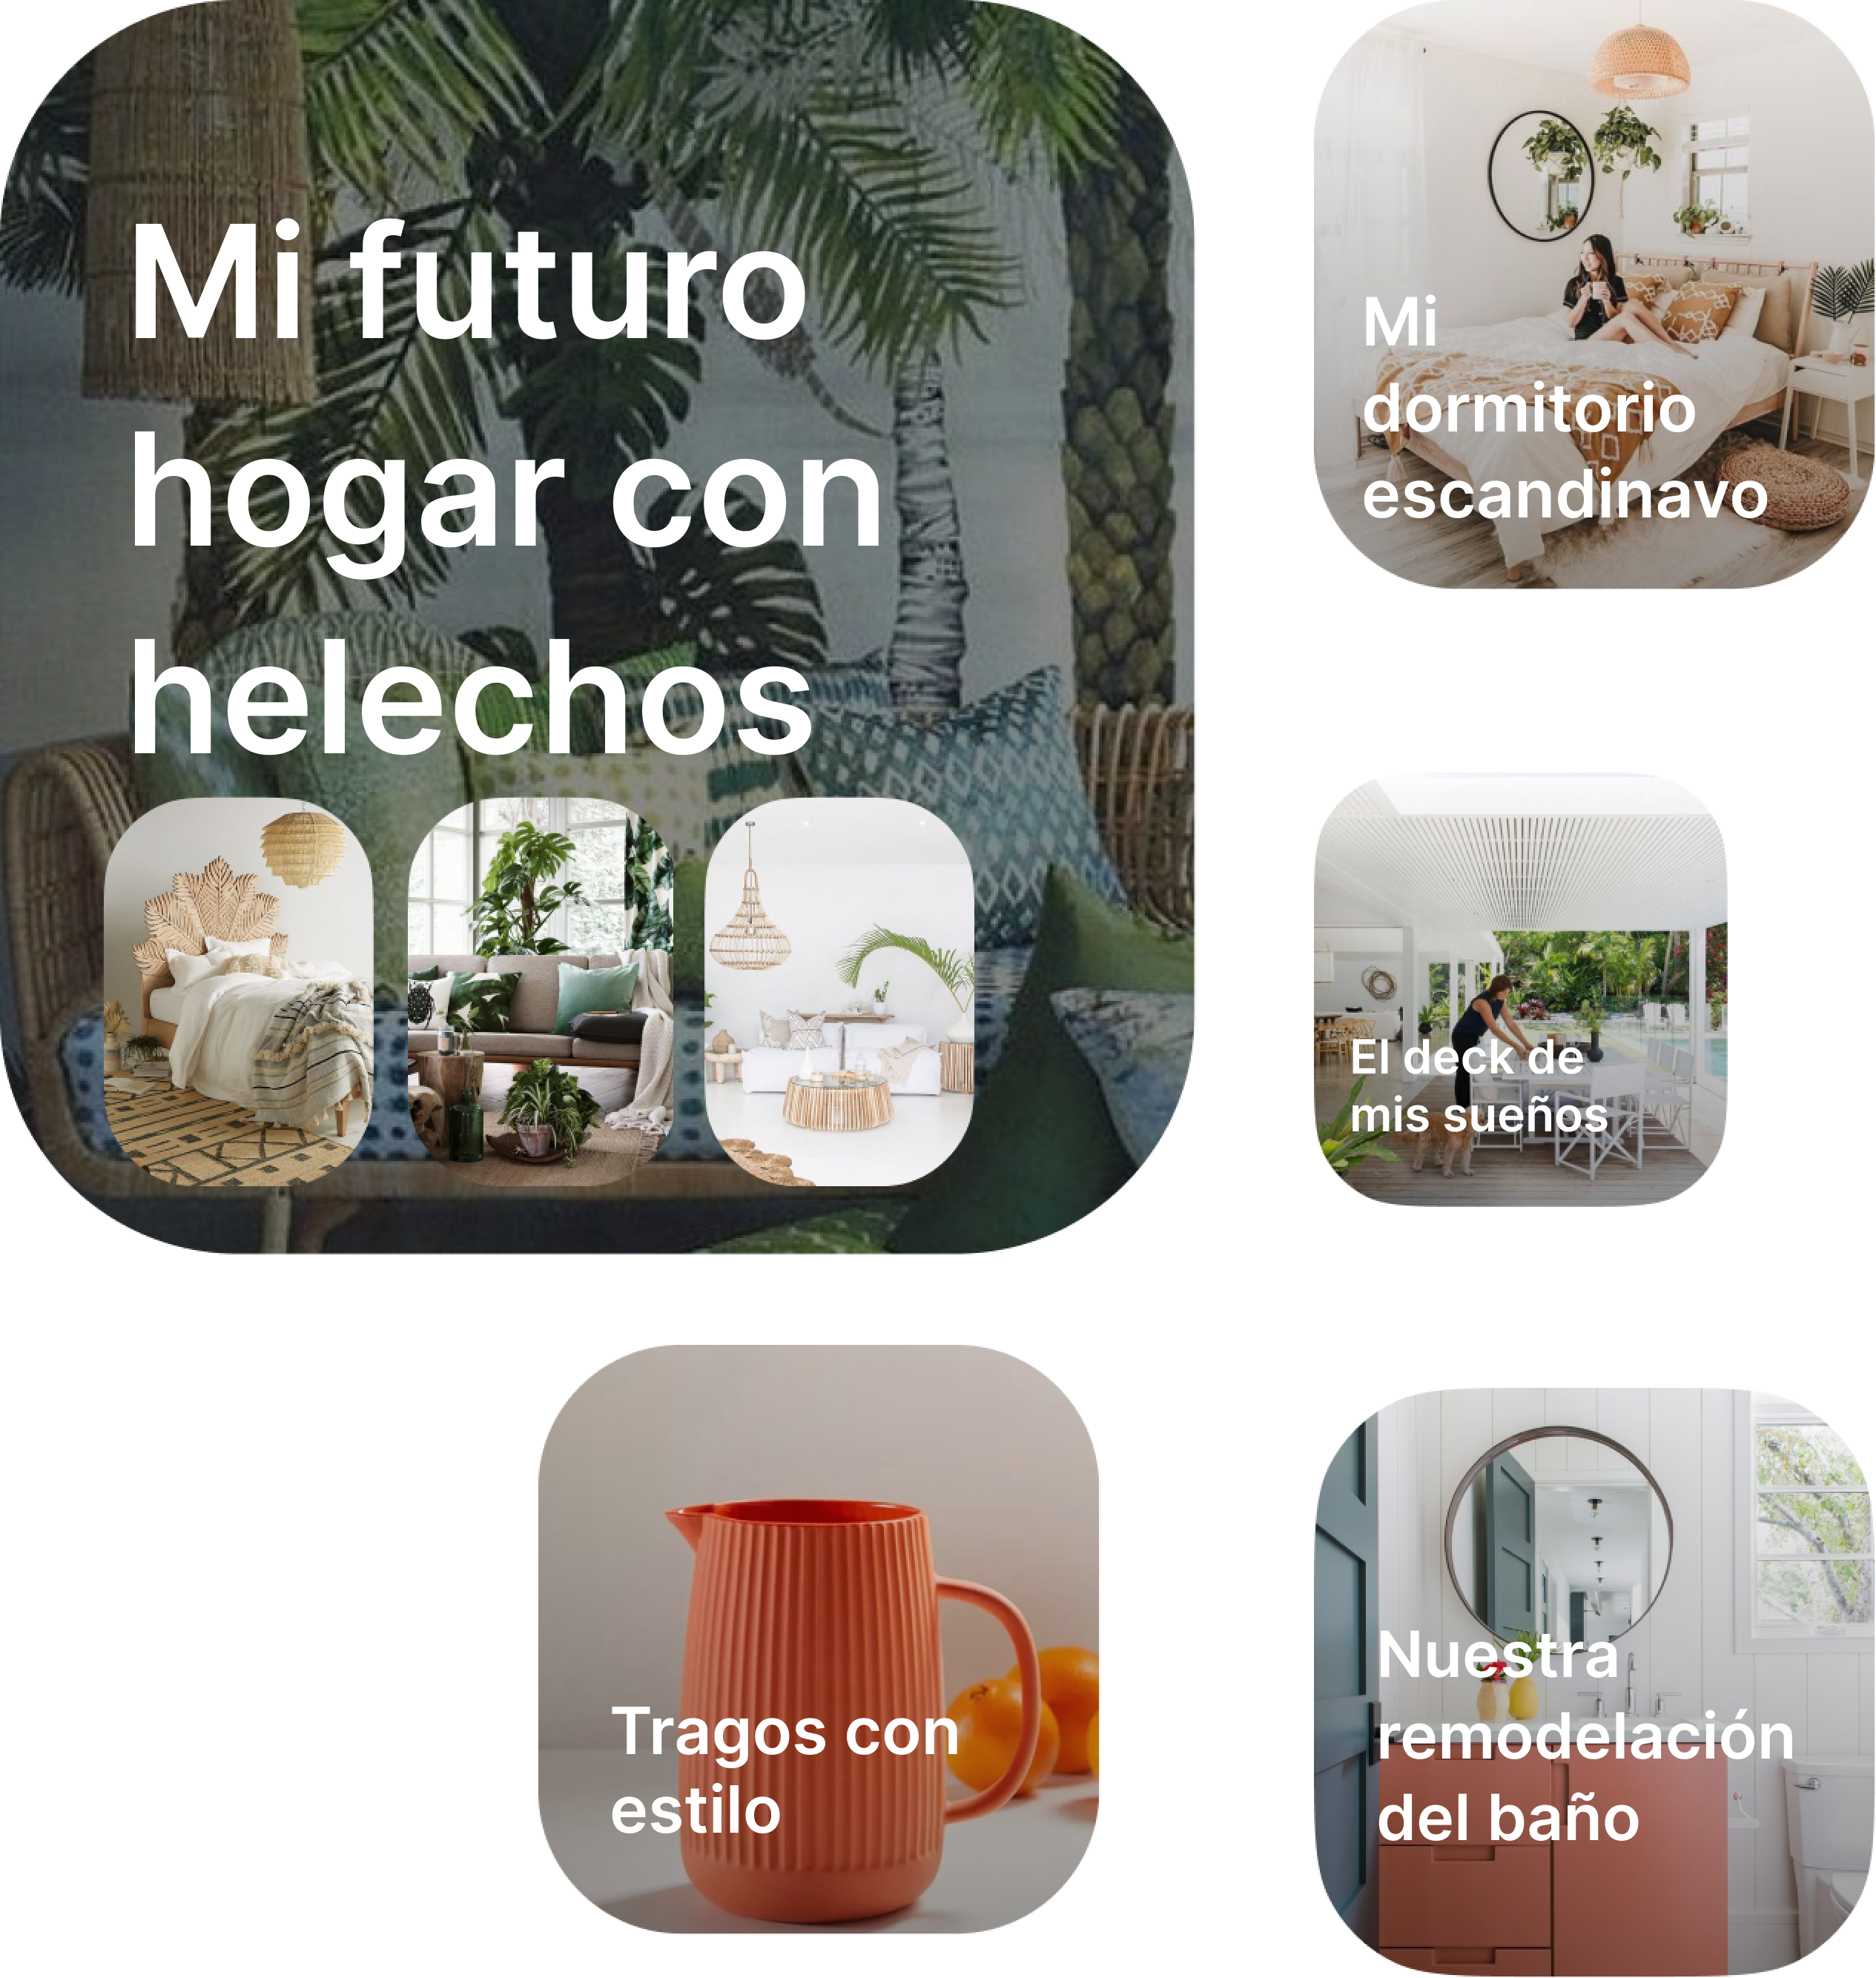 Mi futuro
hogar con
helechos
Mi
dormitorio
escandinavo
El deck de
mis sueños
Tragos con
estilo
Nuestra
remodelación
del baño